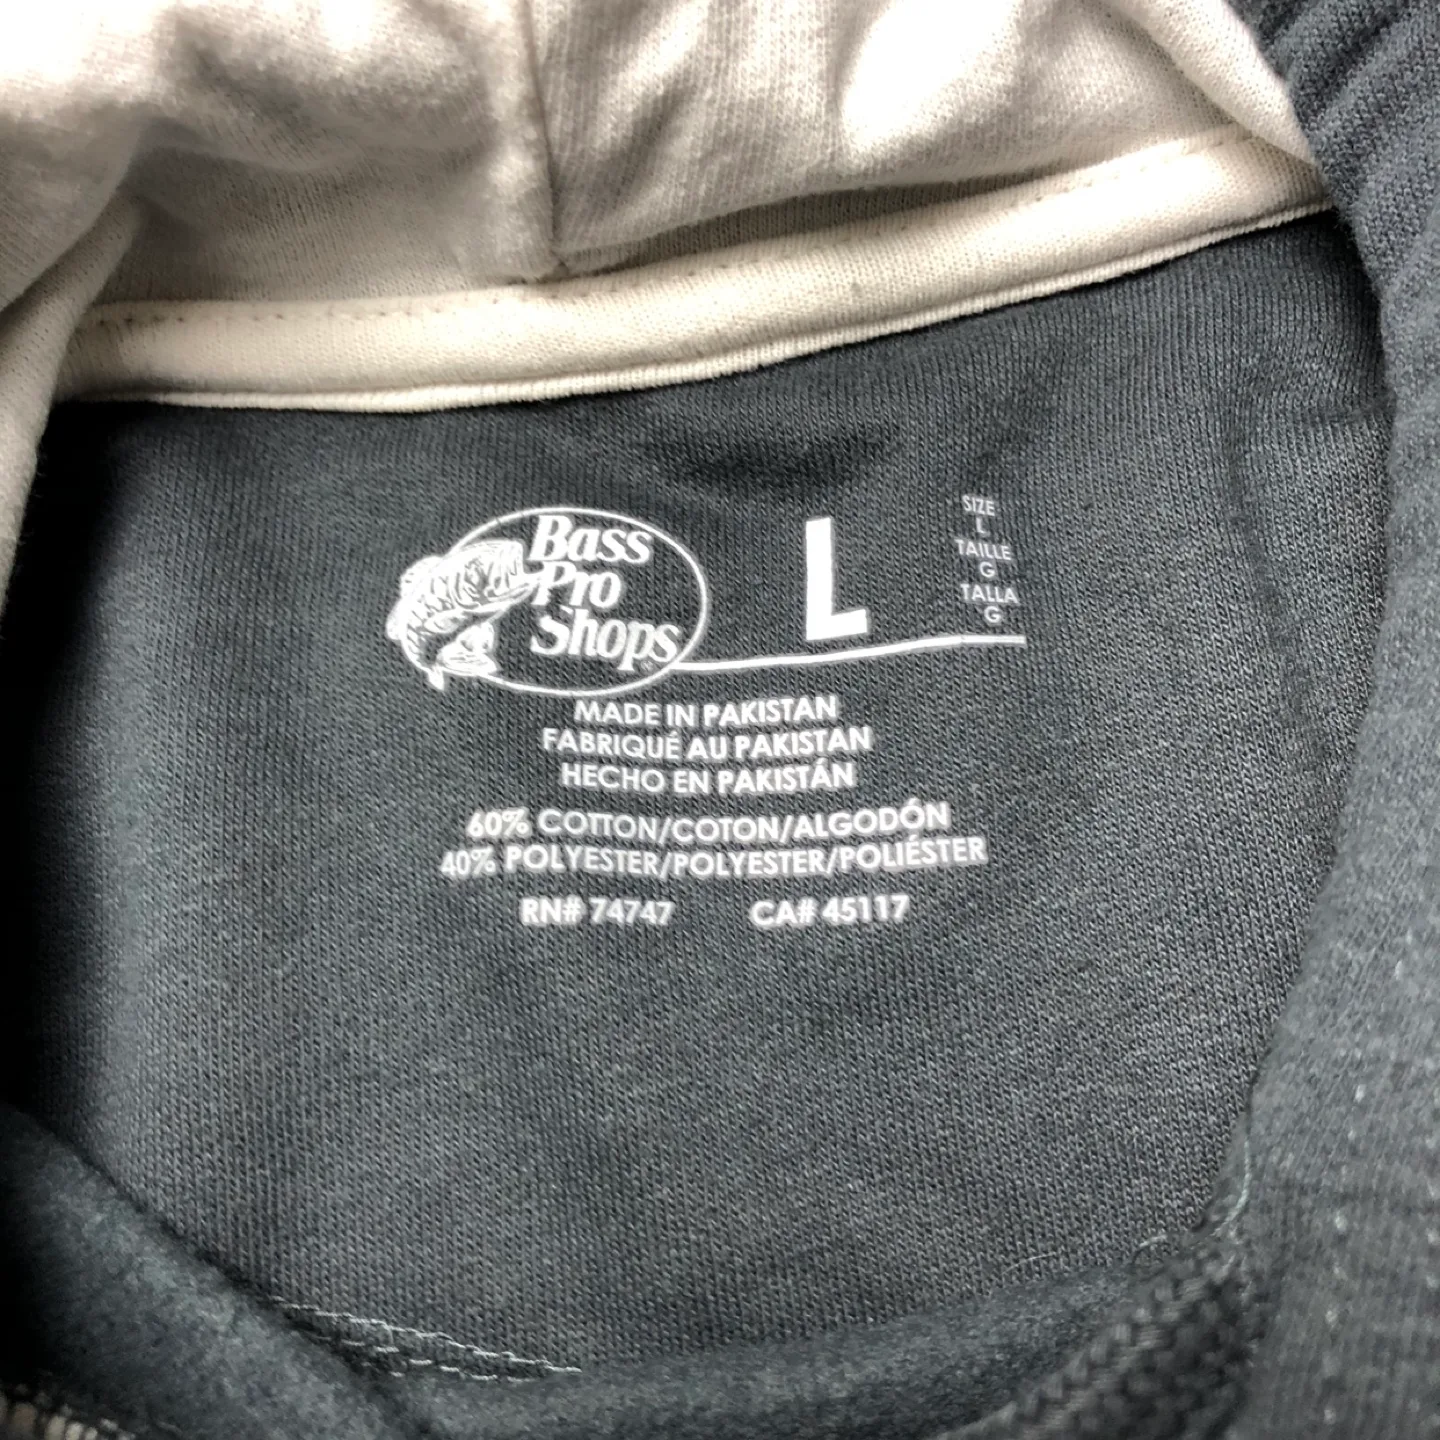 Bass
Pro
Shops
L
SIZE
L
TAILLE
G
TALLA
G
MADE IN PAKISTAN
FABRIQUÉ AU PAKISTAN
HECHO EN PAKISTÁN
60% COTTON/COTON/ALGODÓN
40% POLYESTER/POLYESTER/POLIÉSTER
RN# 74747 CA# 45117